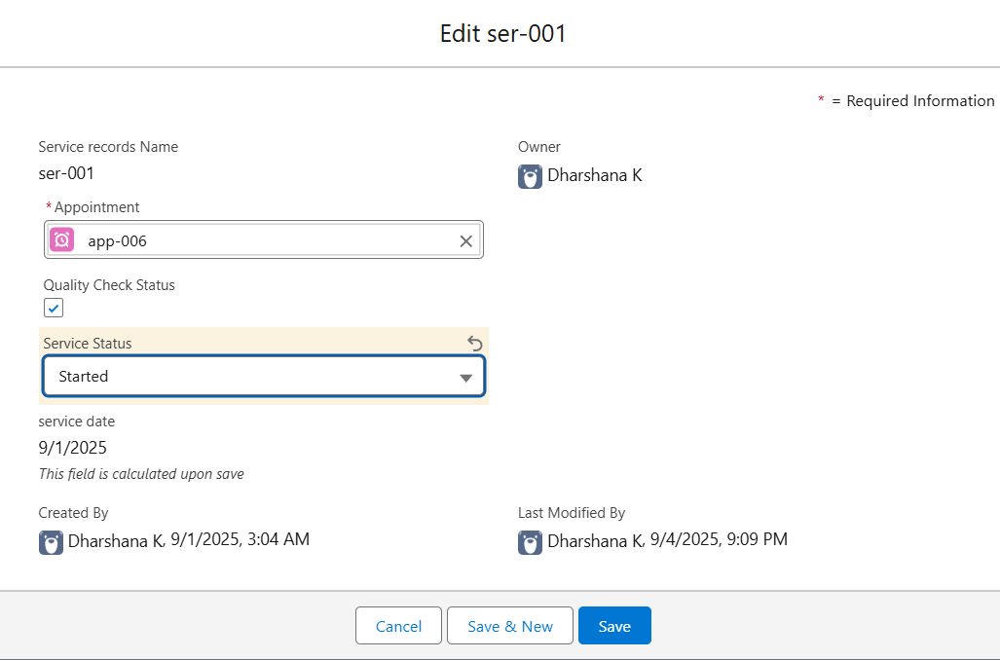 Edit ser-001
* = Required Information
Service records Name
ser-001
Owner
Dharshana K
*Appointment
app-006
Quality Check Status
Service Status
Started
service date
9/1/2025
This field is calculated upon save
Created By
Dharshana K, 9/1/2025, 3:04 AM
Last Modified By
Dharshana K, 9/4/2025, 9:09 PM
Cancel
Save & New
Save